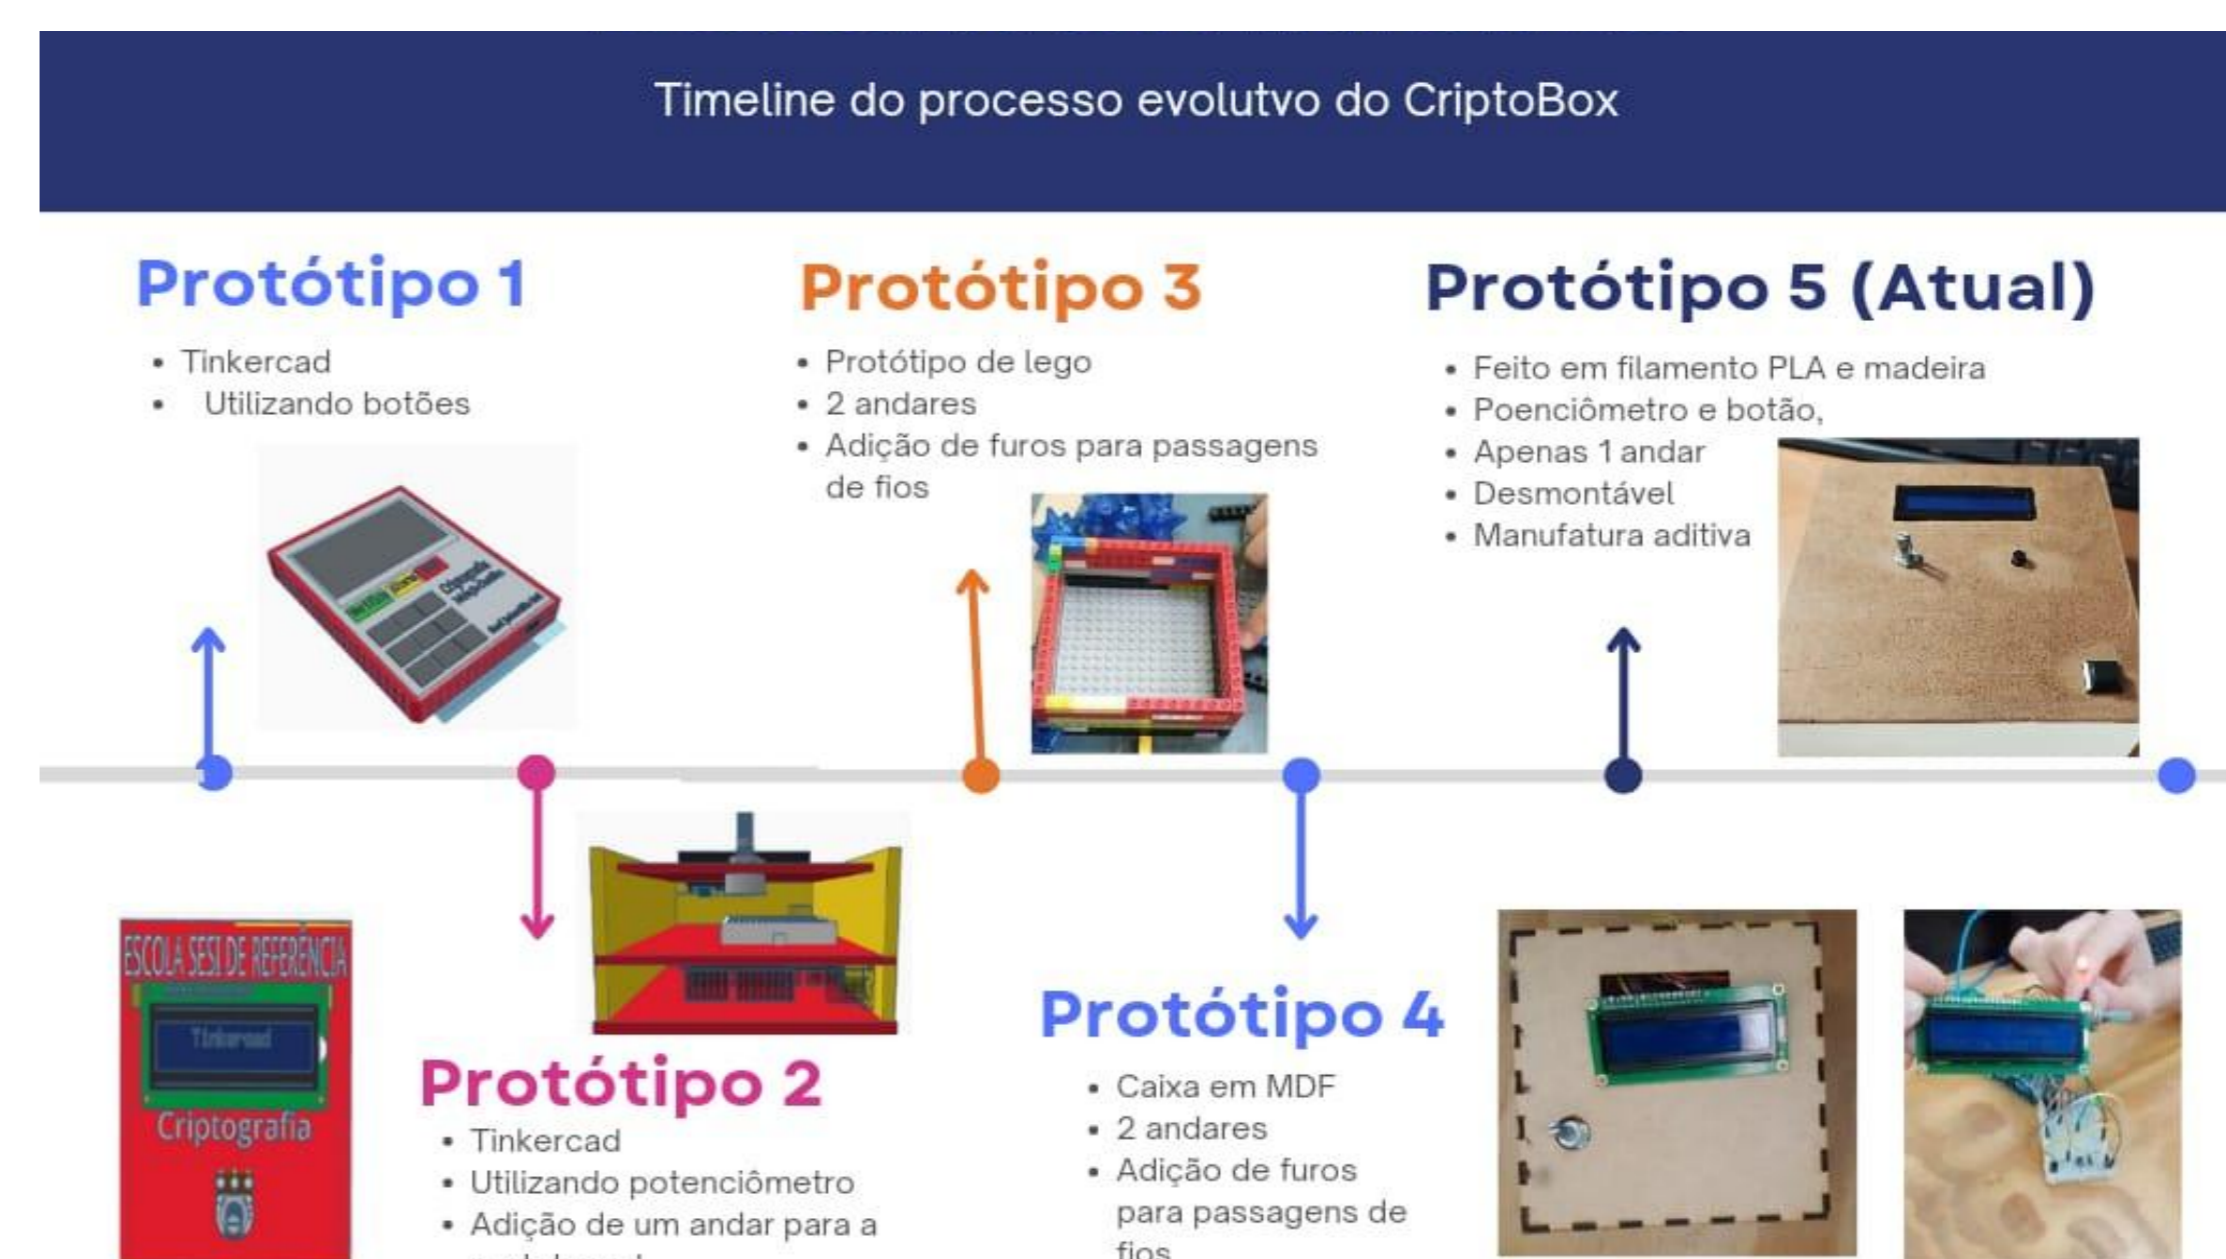 Timeline do processo evolutvo do CriptoBox
Protótipo 1
• Tinkercad
• Utilizando botões
Protótipo 3
• Protótipo de lego
• 2 andares
• Adição de furos para passagens
de fios
Protótipo 5 (Atual)
• Feito em filamento PLA e madeira
• Poenciômetro e botão,
• Apenas 1 andar
• Desmontável
• Manufatura aditiva
ESCOLA SESI DE REFERÊNCIA
Tinkercad
Criptografia
Protótipo 2
• Tinkercad
• Utilizando potenciômetro
• Adição de um andar para a
Protótipo 4
• Caixa em MDF
• 2 andares
• Adição de furos
para passagens de
fios